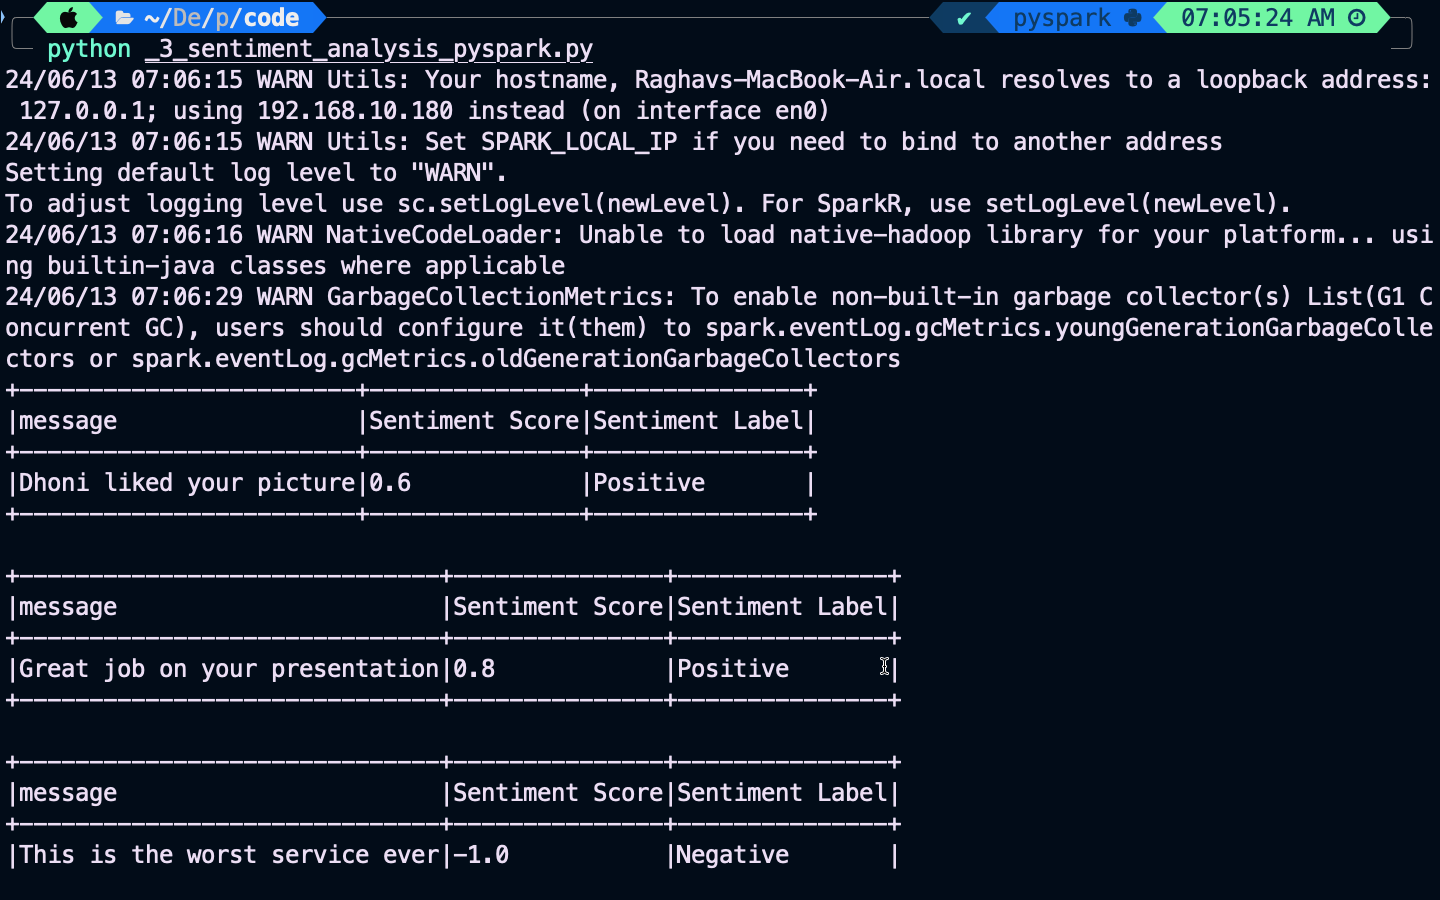 ~/De/p/code ✔ pyspark 07:05:24 AM
python _3_sentiment_analysis_pyspark.py
24/06/13 07:06:15 WARN Utils: Your hostname, Raghavs-MacBook-Air.local resolves to a loopback address:
127.0.0.1; using 192.168.10.180 instead (on interface en0)
24/06/13 07:06:15 WARN Utils: Set SPARK_LOCAL_IP if you need to bind to another address
Setting default log level to "WARN".
To adjust logging level use sc.setLogLevel(newLevel). For SparkR, use setLogLevel(newLevel).
24/06/13 07:06:16 WARN NativeCodeLoader: Unable to load native-hadoop library for your platform... usi
ng builtin-java classes where applicable
24/06/13 07:06:29 WARN GarbageCollectionMetrics: To enable non-built-in garbage collector(s) List(G1 C
oncurrent GC), users should configure it(them) to spark.eventLog.gcMetrics.youngGenerationGarbageColle
ctors or spark.eventLog.gcMetrics.oldGenerationGarbageCollectors
+------------------------+---------------+---------------+
|message                 |Sentiment Score|Sentiment Label|
+------------------------+---------------+---------------+
|Dhoni liked your picture|0.6            |Positive       |
+------------------------+---------------+---------------+
+------------------------------+---------------+---------------+
|message                       |Sentiment Score|Sentiment Label|
+------------------------------+---------------+---------------+
|Great job on your presentation|0.8            |Positive       |
+------------------------------+---------------+---------------+
+------------------------------+---------------+---------------+
|message                       |Sentiment Score|Sentiment Label|
+------------------------------+---------------+---------------+
|This is the worst service ever|-1.0           |Negative       |